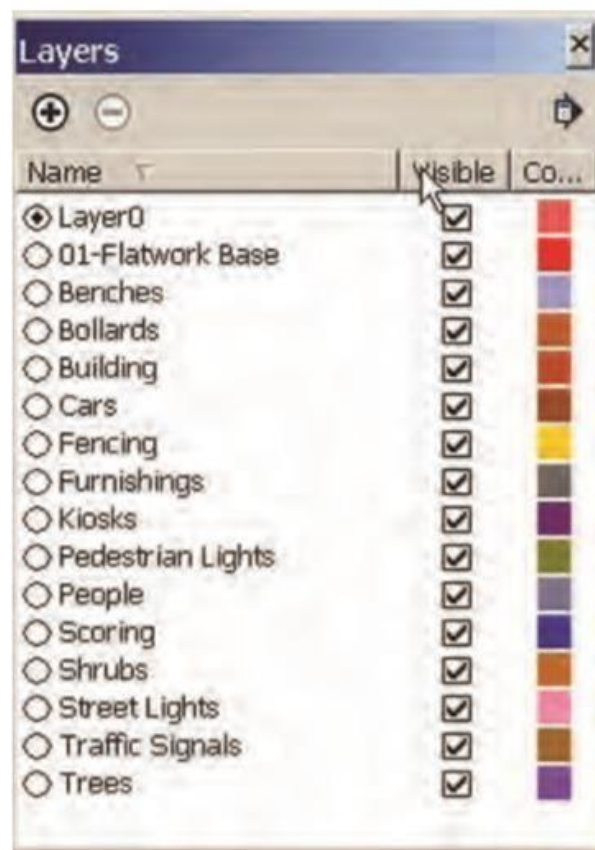 Layers
Name Visible Co...
Layer0
01-Flatwork Base
Benches
Bollards
Building
Cars
Fencing
Furnishings
Kiosks
Pedestrian Lights
People
Scoring
Shrubs
Street Lights
Traffic Signals
Trees